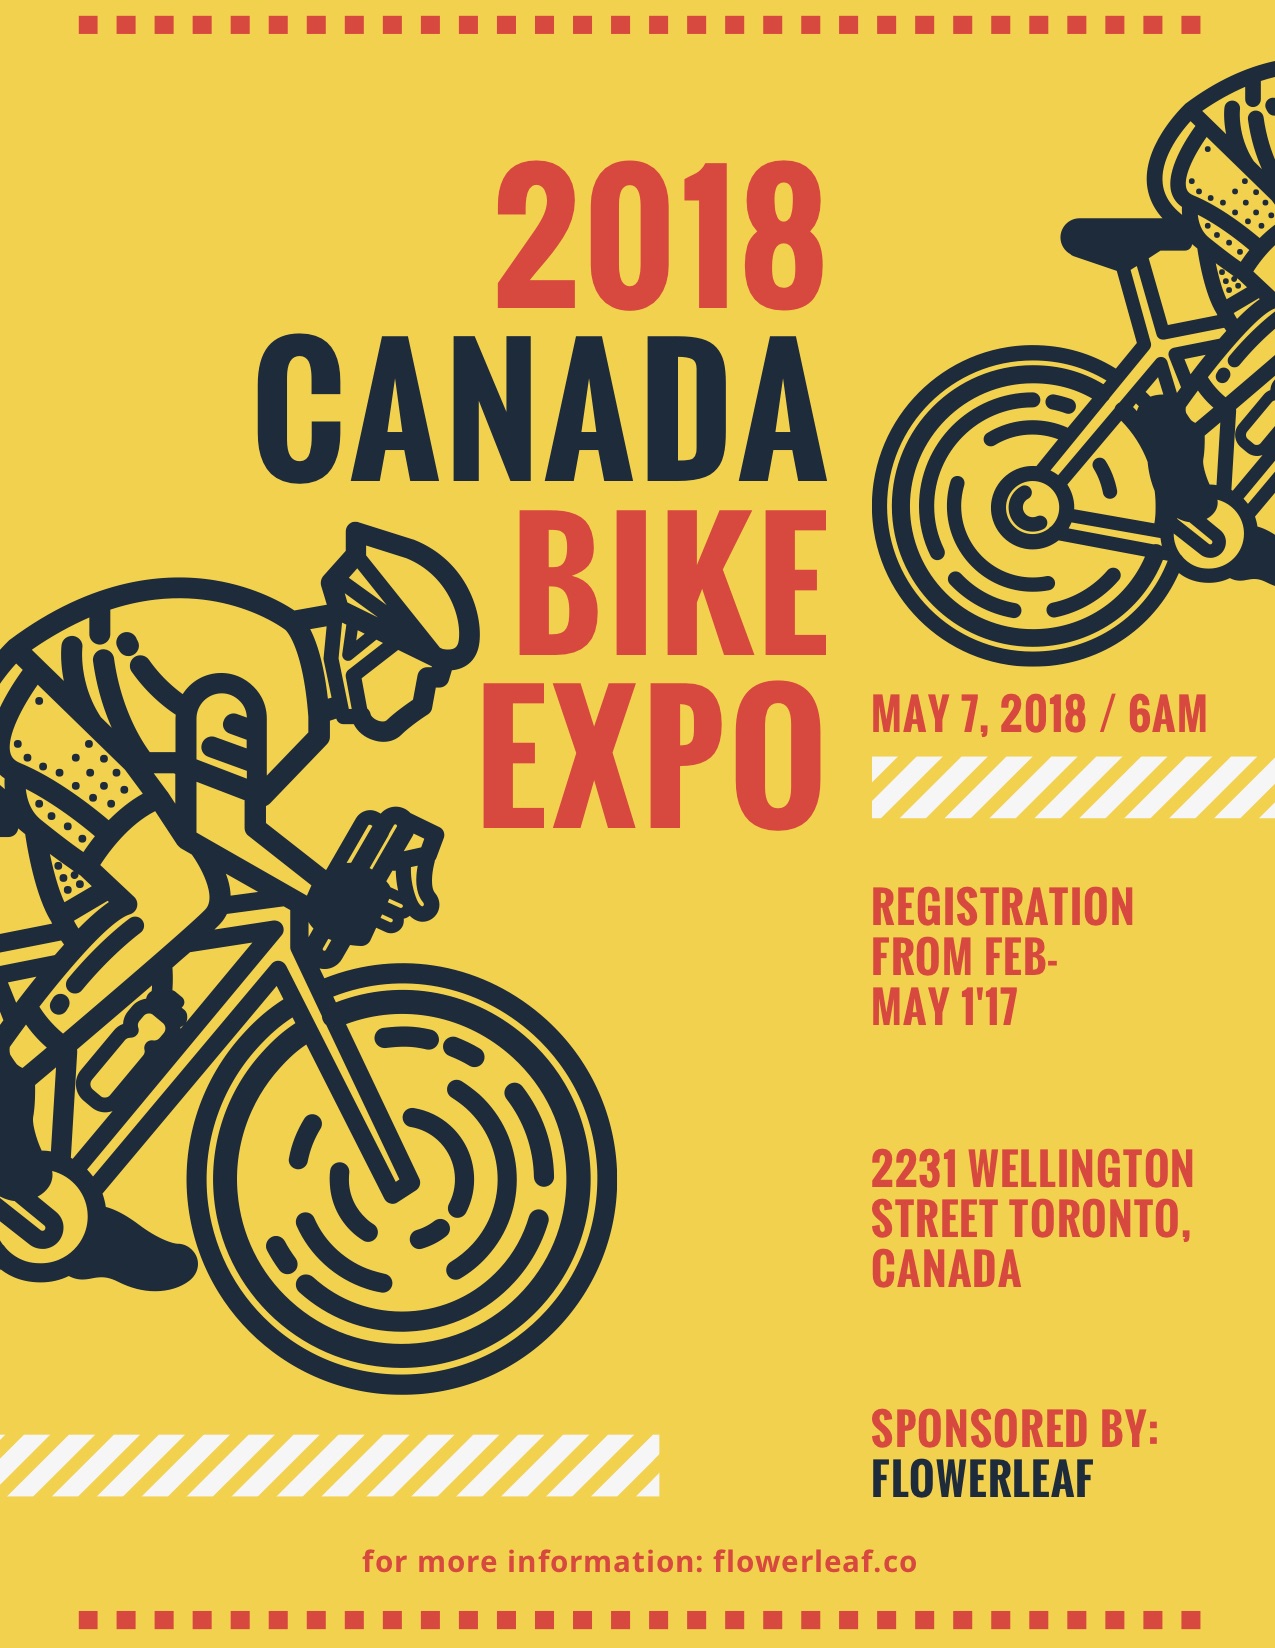 2018
CANADA
BIKE
EXPO
MAY 7, 2018 / 6AM
REGISTRATION
FROM FEB-
MAY 1'17
2231 WELLINGTON
STREET TORONTO,
CANADA
SPONSORED BY:
FLOWERLEAF
for more information: flowerleaf.co